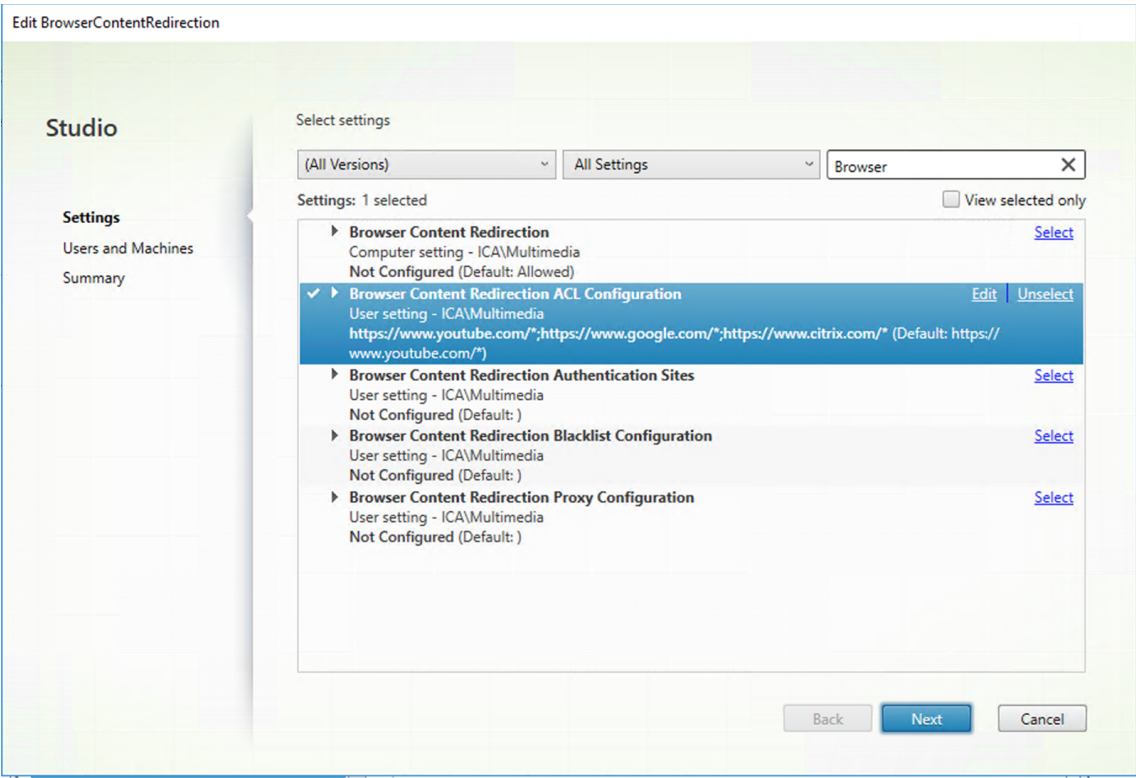 Edit BrowserContentRedirection
Studio
Settings
Users and Machines
Summary
Select settings
(All Versions)
All Settings
Browser
Settings: 1 selected
View selected only
Browser Content Redirection
Select
Computer setting - ICA\Multimedia
Not Configured (Default: Allowed)
Browser Content Redirection ACL Configuration
Edit
Unselect
User setting - ICA\Multimedia
https://www.youtube.com/*;https://www.google.com/*;https://www.citrix.com/* (Default: https://
www.youtube.com/*)
Browser Content Redirection Authentication Sites
Select
User setting - ICA\Multimedia
Not Configured (Default: )
Browser Content Redirection Blacklist Configuration
Select
User setting - ICA\Multimedia
Not Configured (Default: )
Browser Content Redirection Proxy Configuration
Select
User setting - ICA\Multimedia
Not Configured (Default: )
Back
Next
Cancel